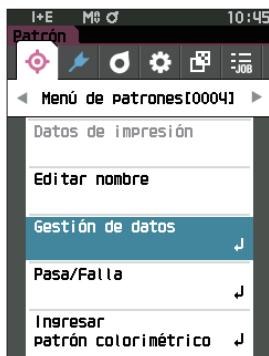 I+E M8 σ 10:45
Patrón
-JOB
Menú de patrones[0004]
Datos de impresión
Editar nombre
Gestión de datos
Pasa/Falla
Ingresar
patrón colorimétrico